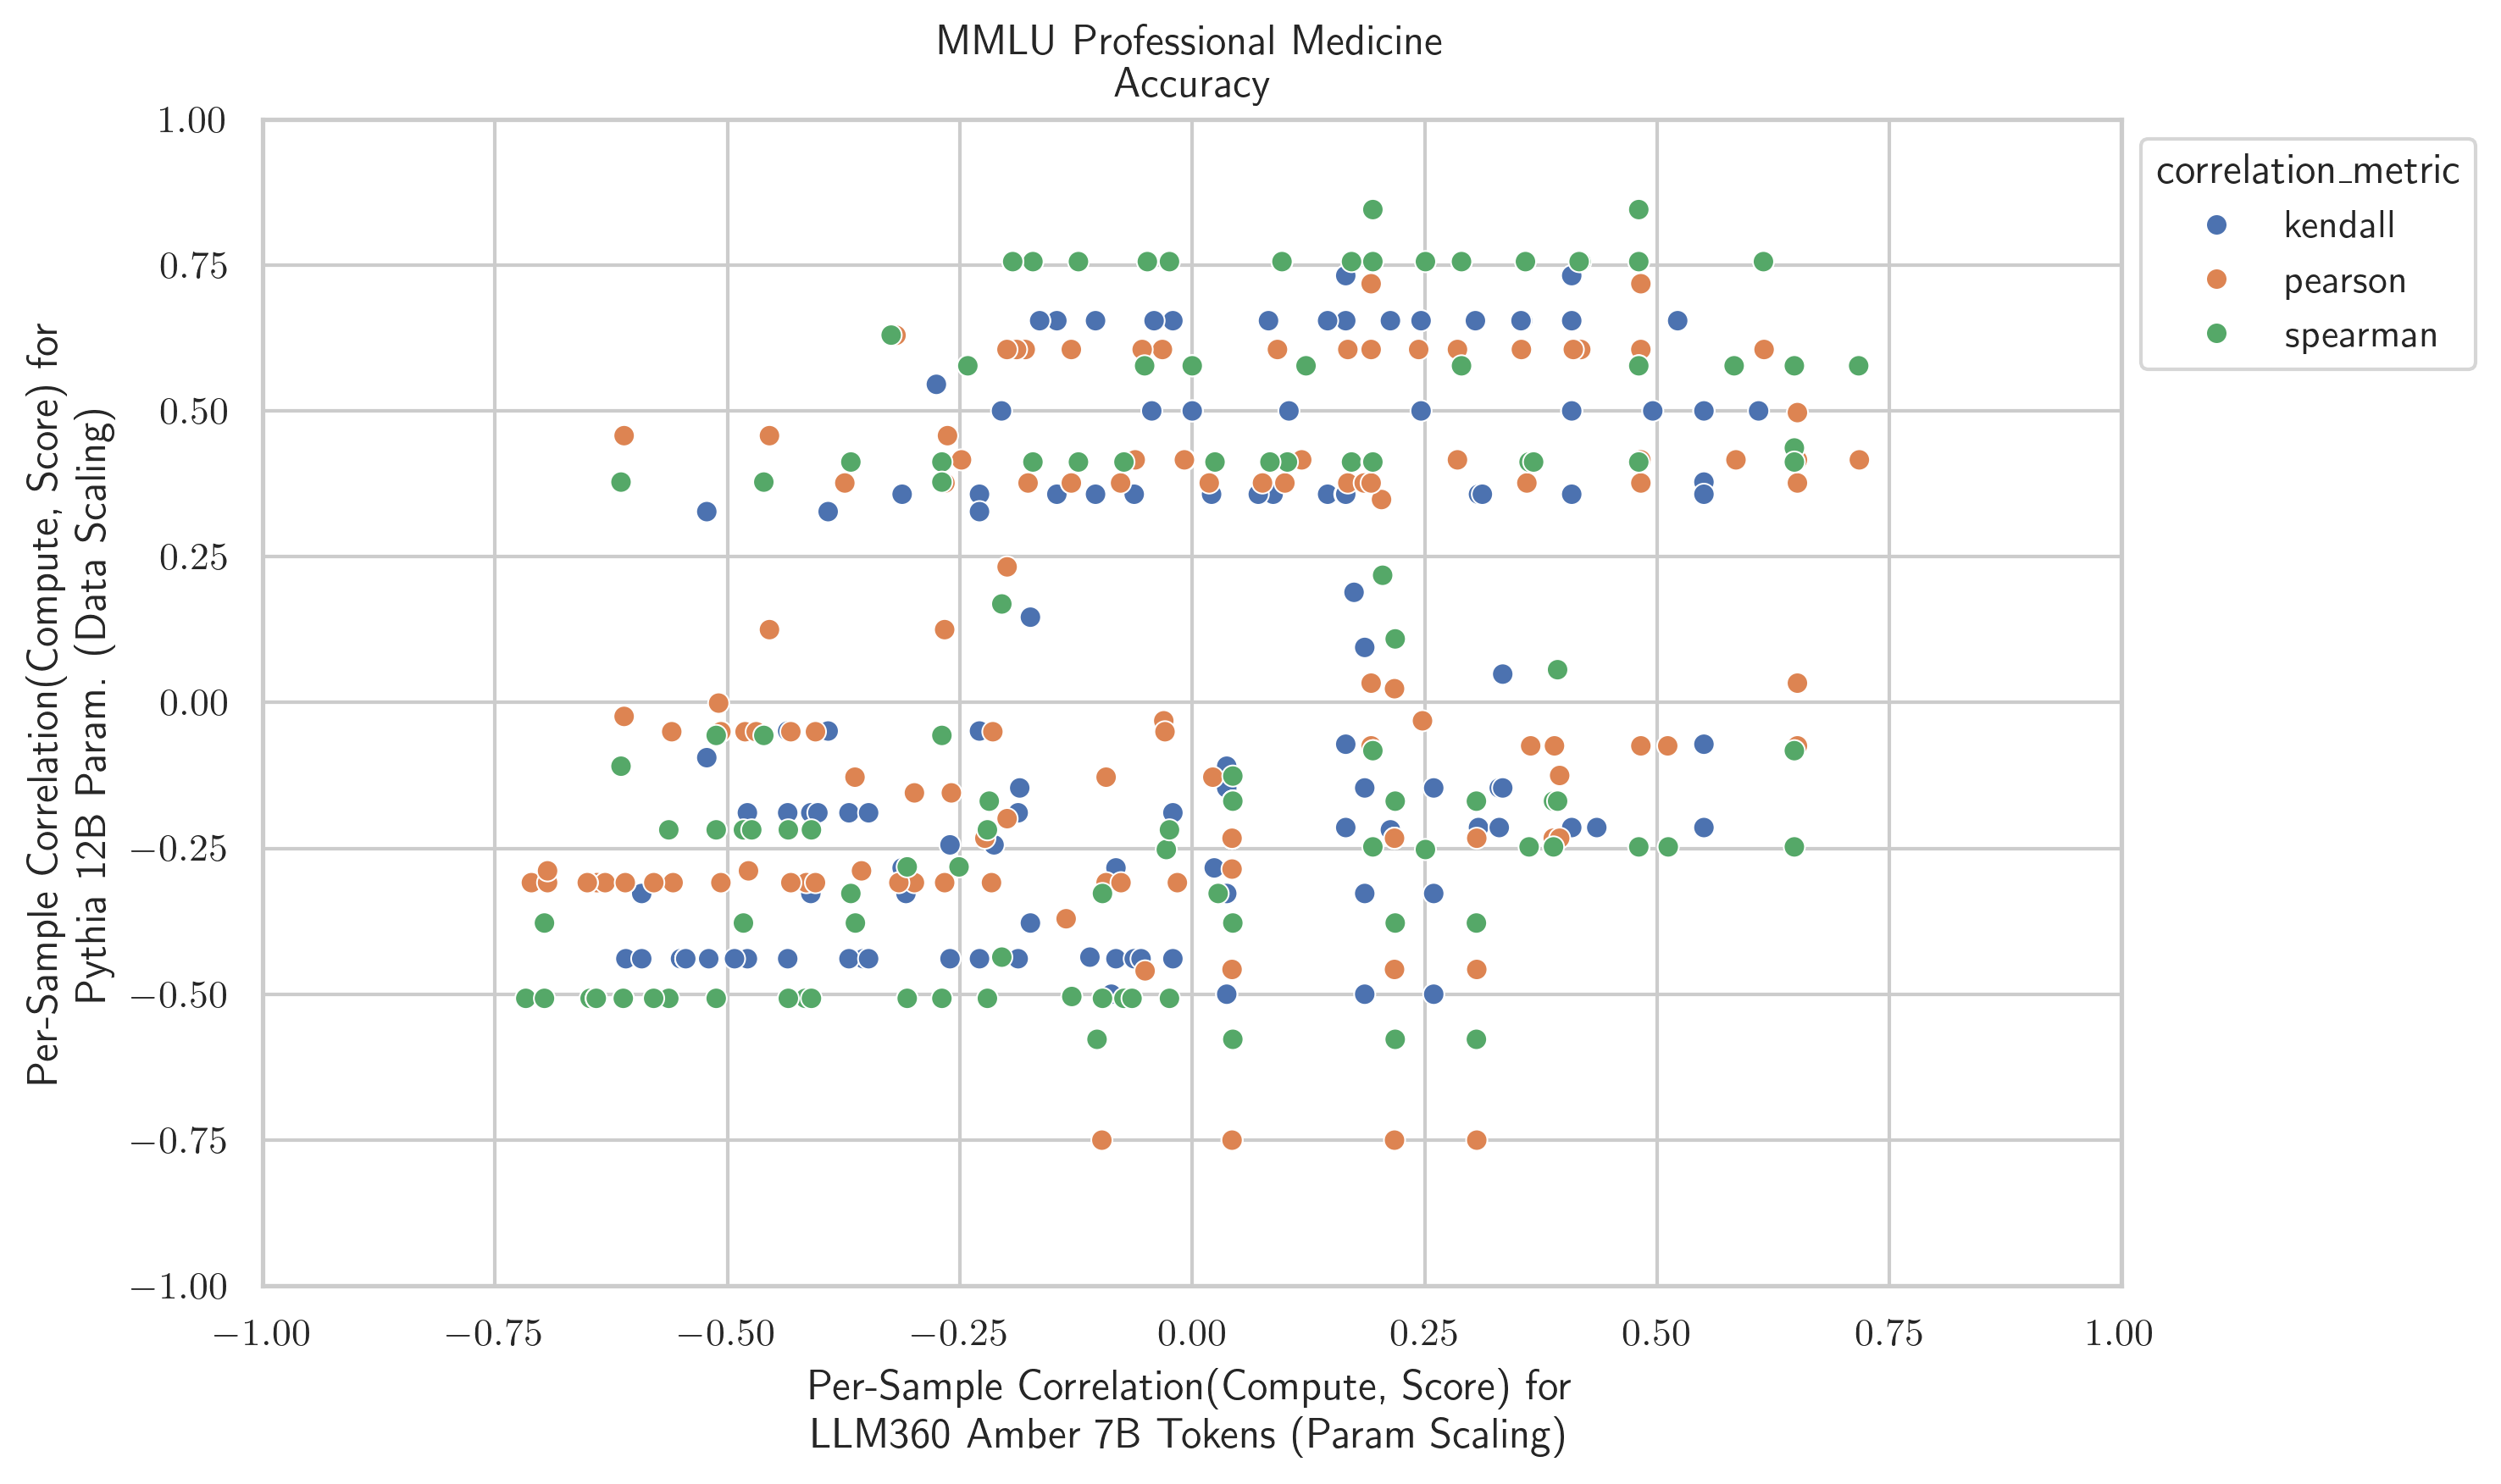 MMLU Professional Medicine
Accuracy
Per-Sample Correlation(Compute, Score) for
Pythia 12B Param. (Data Scaling)
1.00
0.75
0.50
0.25
0.00
−0.25
−0.50
−0.75
−1.00
−1.00
−0.75
−0.50
−0.25
0.00
0.25
0.50
0.75
1.00
Per-Sample Correlation(Compute, Score) for
LLM360 Amber 7B Tokens (Param Scaling)
correlation_metric
kendall
pearson
spearman